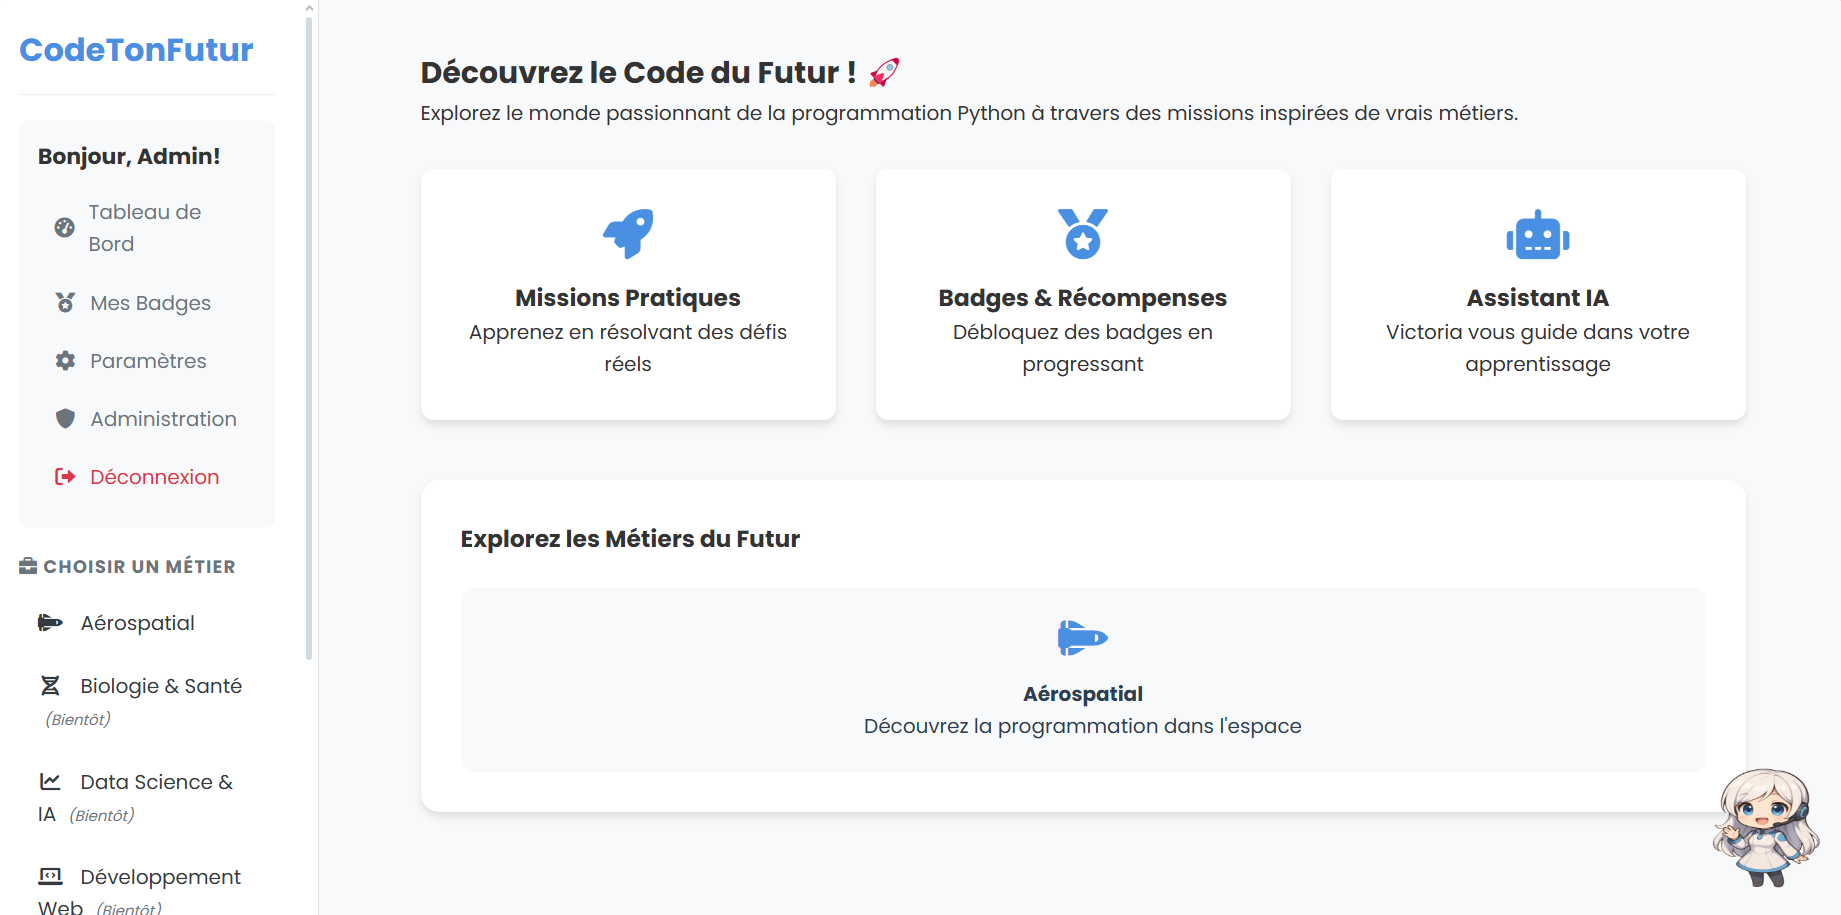 CodeTonFutur
Bonjour, Admin!
Tableau de
Bord
Mes Badges
Paramètres
Administration
Déconnexion
CHOISIR UN MÉTIER
Aérospatial
Biologie & Santé
(Bientôt)
Data Science &
IA (Bientôt)
Développement
Web (Bientôt)
Découvrez le Code du Futur ! 🚀
Explorez le monde passionnant de la programmation Python à travers des missions inspirées de vrais métiers.
Missions Pratiques
Apprenez en résolvant des défis
réels
Badges & Récompenses
Débloquez des badges en
progressant
Assistant IA
Victoria vous guide dans votre
apprentissage
Explorez les Métiers du Futur
Aérospatial
Découvrez la programmation dans l'espace